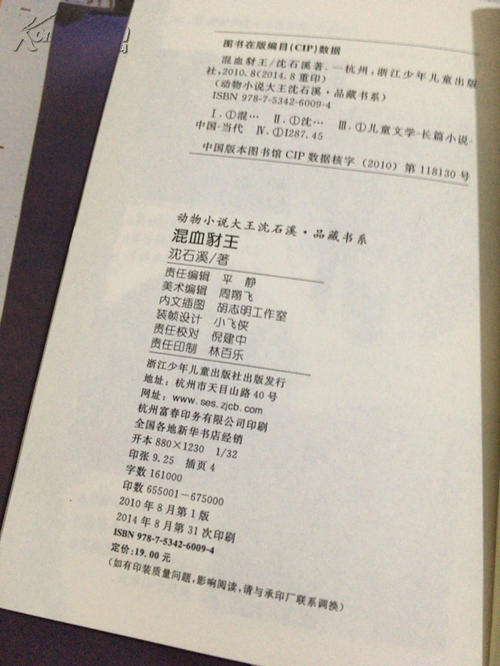 图书在版编目(CIP)数据
混血豺王/沈石溪著.—杭州:浙江少年儿童出版
社,2010.8(2014.8重印)
(动物小说大王沈石溪·品藏书系)
ISBN 978-7-5342-6009-4
Ⅰ.①混… Ⅱ.①沈… Ⅲ.①儿童文学-长篇小说-
中国-当代 Ⅳ.①I287.45
中国版本图书馆CIP数据核字(2010)第118130号
动物小说大王沈石溪·品藏书系
混血豺王
沈石溪/著
责任编辑 平 静
美术编辑 周翔飞
内文插图 胡志明工作室
装帧设计 小飞侠
责任校对 倪建中
责任印制 林百乐
浙江少年儿童出版社出版发行
地址:杭州市天目山路40号
网址:www.ses.zjcb.com
杭州富春印务有限公司印刷
全国各地新华书店经销
开本 880×1230 1/32
印张 9.25 插页 4
字数 161000
印数 655001-675000
2010年8月第1版
2014年8月第31次印刷
ISBN 978-7-5342-6009-4
定价:19.00元
(如有印装质量问题,影响阅读,请与承印厂联系调换)